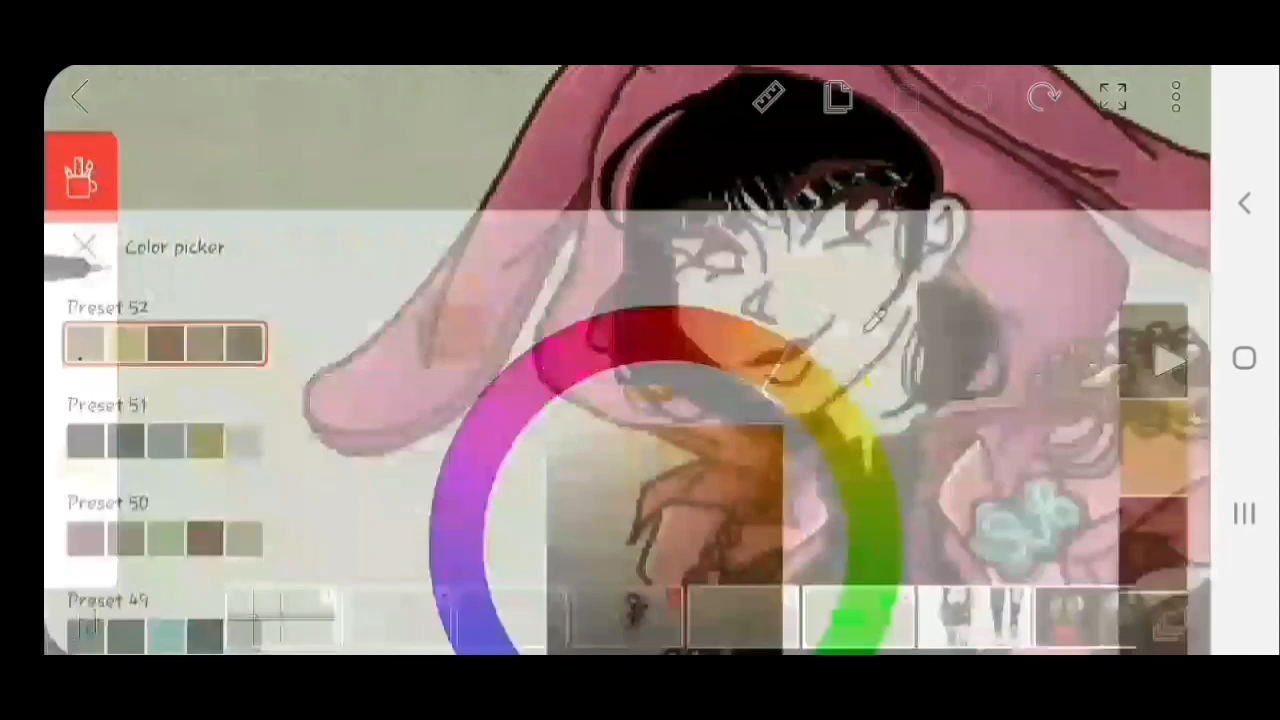 Color picker
Preset 52
Preset 51
Preset 50
Preset 49